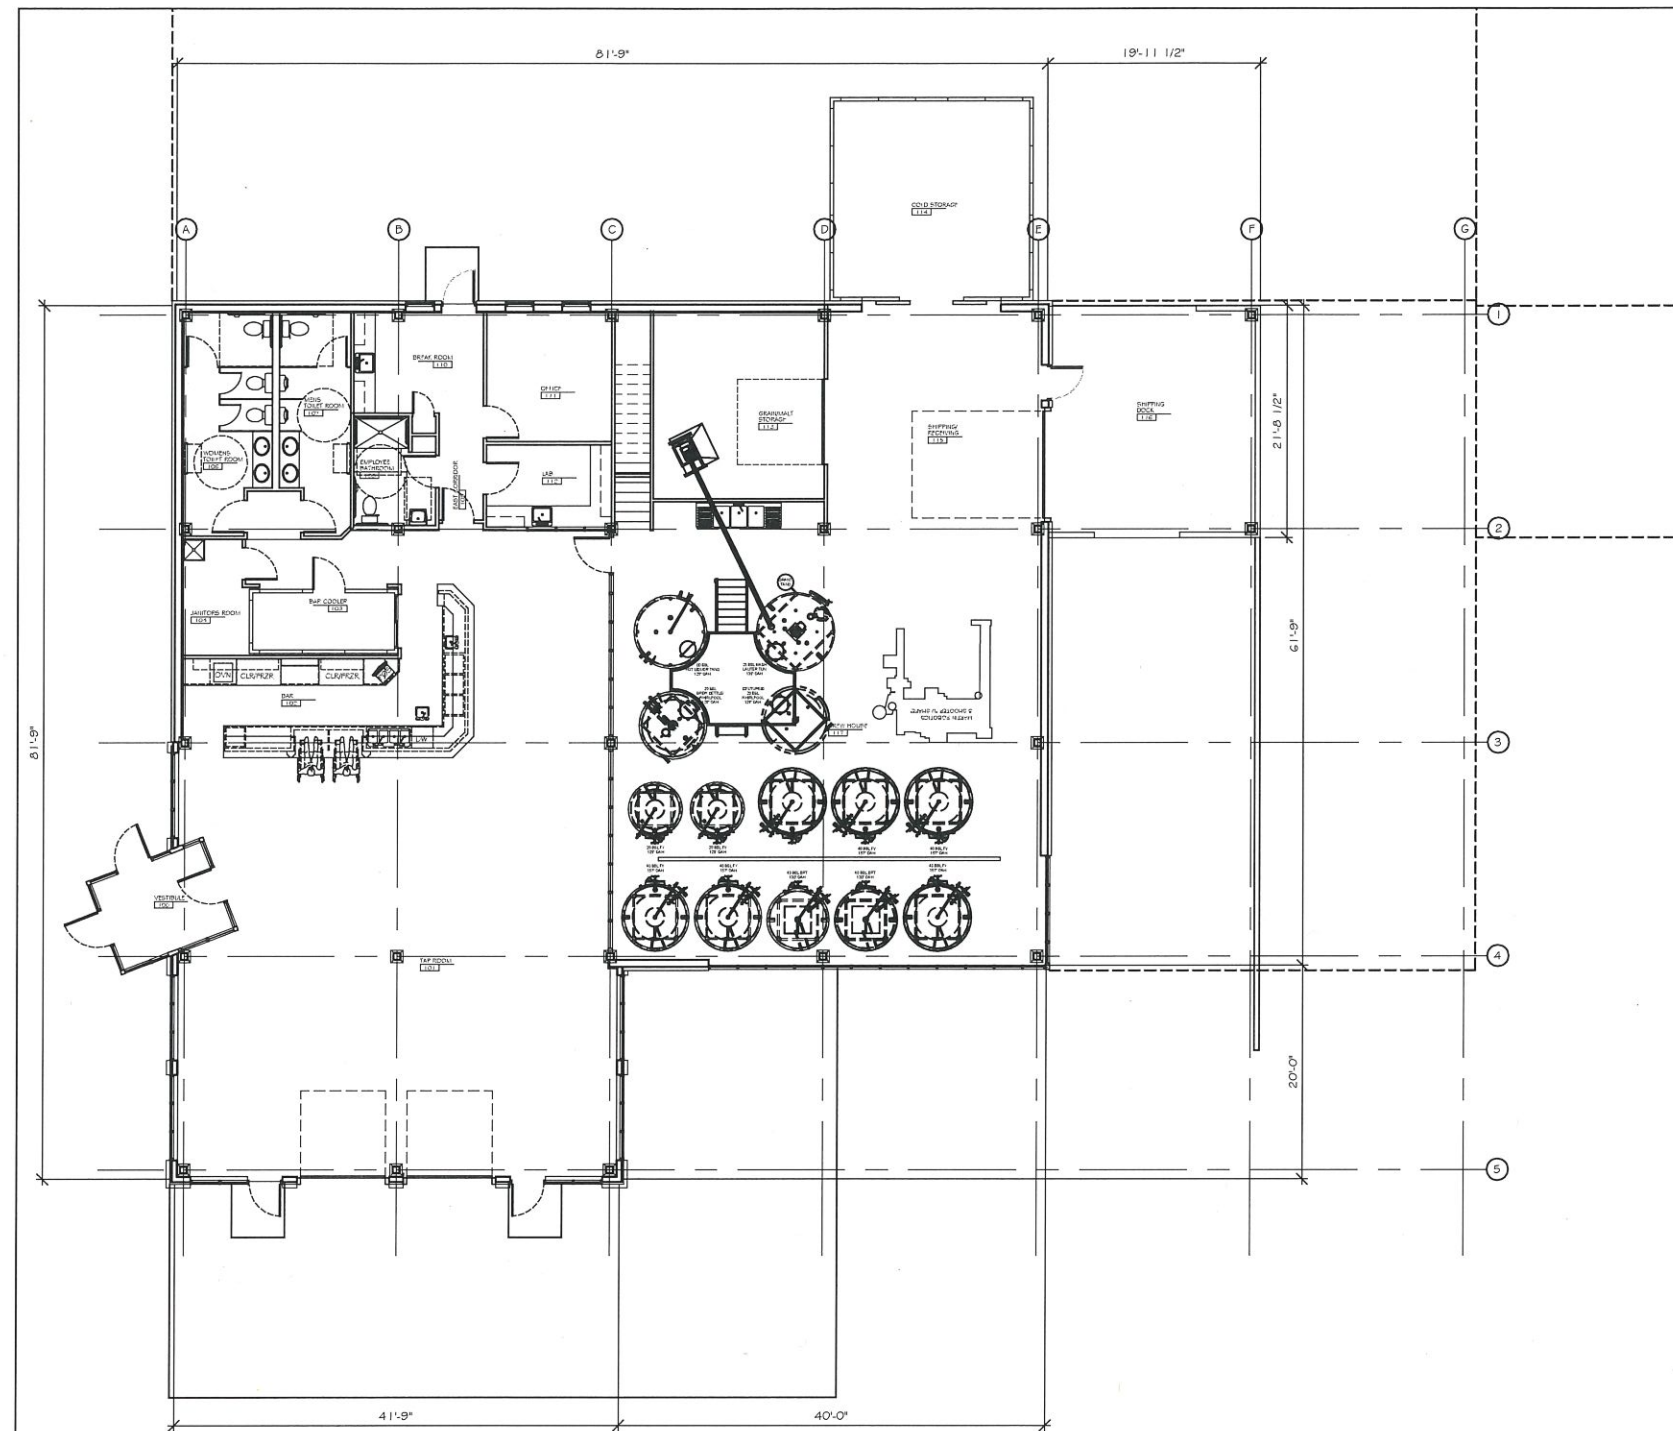 81'-9"
19'-11 1/2"
COLD STORAGE
114
A
B
C
D
E
F
G
1
BREAK ROOM
110
OFFICE
111
MENS
TOILET ROOM
107
GRAIN/MALT
STORAGE
113
SHIPPING/
RECEIVING
115
SHIPPING
DOCK
116
21'-8 1/2"
WOMENS
TOILET ROOM
106
EMPLOYEE
BATHROOM
EAST CORRIDOR
LAB
112
2
JANITORS ROOM
BAR COOLER
103
OVN
CLR/FRZR
CLR/FRZR
BAR
102
BREW HOUSE
117
61'-9"
81'-9"
3
VESTIBULE
100
TAP ROOM
101
4
20'-0"
5
41'-9"
40'-0"